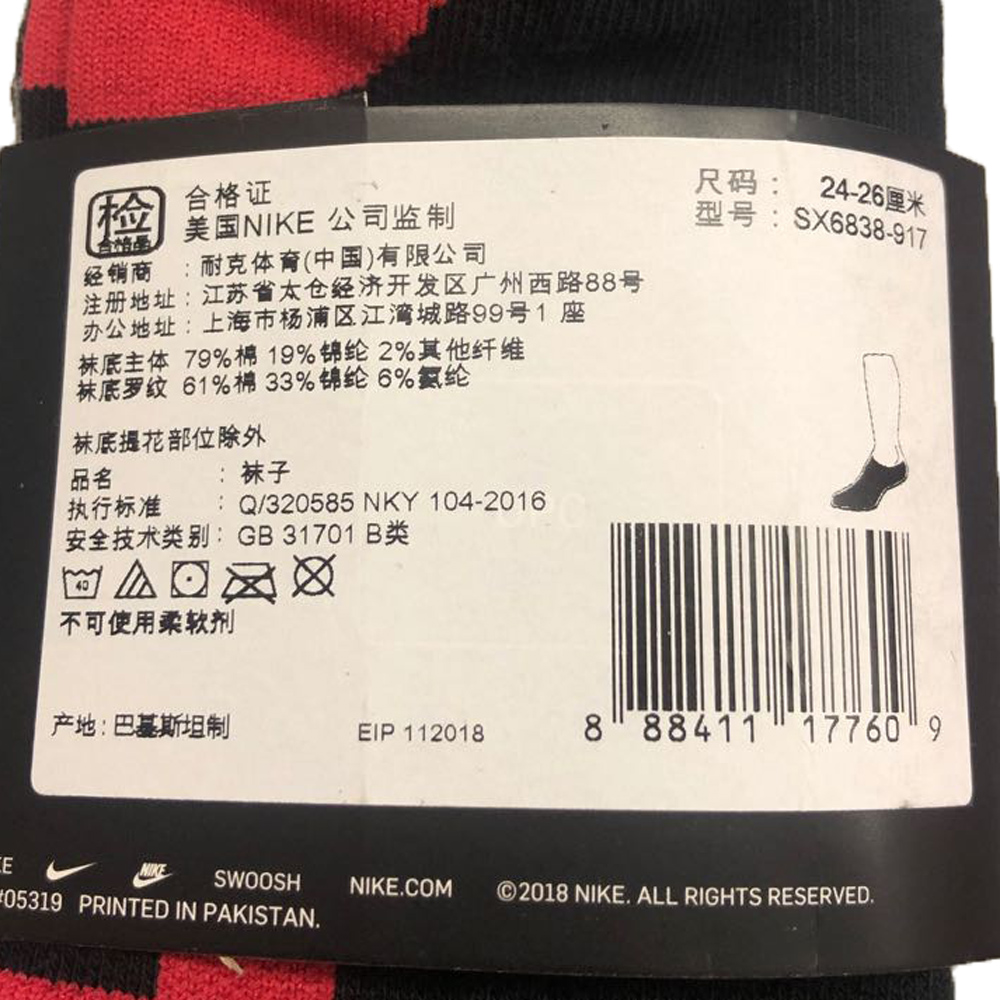 检
合格品
合格证
美国NIKE 公司监制
尺码： 24-26厘米
型号： SX6838-917
经销商 ：耐克体育(中国)有限公司
注册地址：江苏省太仓经济开发区广州西路88号
办公地址：上海市杨浦区江湾城路99号1 座
袜底主体 79%棉 19%锦纶 2%其他纤维
袜底罗纹 61%棉 33%锦纶 6%氨纶
袜底提花部位除外
品名 ：袜子
执行标准 ：Q/320585 NKY 104-2016
安全技术类别：GB 31701 B类
40
不可使用柔软剂
产地：巴基斯坦制
EIP 112018
8 88411 17760 9
NIKE SWOOSH NIKE.COM ©2018 NIKE. ALL RIGHTS RESERVED.
#05319 PRINTED IN PAKISTAN.